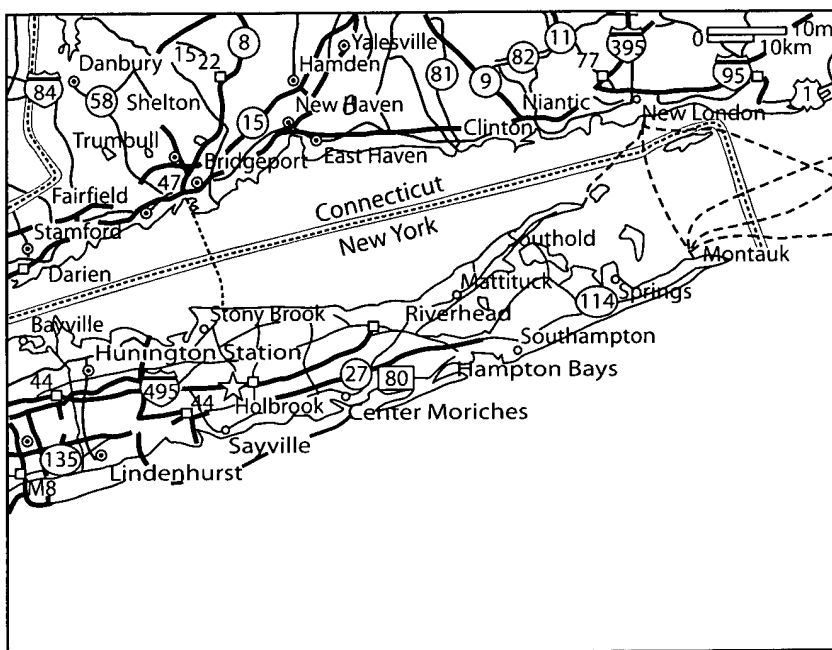 8
15
22
Yalesville
11
395
0
10m
10km
Danbury
Hamden
82
77
84
58
81
9
95
1
Shelton
New Haven
Niantic
New London
15
Trumbull
Clinton
Bridgeport
East Haven
47
Fairfield
Connecticut
Stamford
New York
outhold
Darien
Montauk
Mattituck
114
Springs
Bayville
Stony Brook
Riverhead
Southampton
Hunington Station
27
80
Hampton Bays
44
495
44
Holbrook
Center Moriches
Sayville
135
Lindenhurst
M8